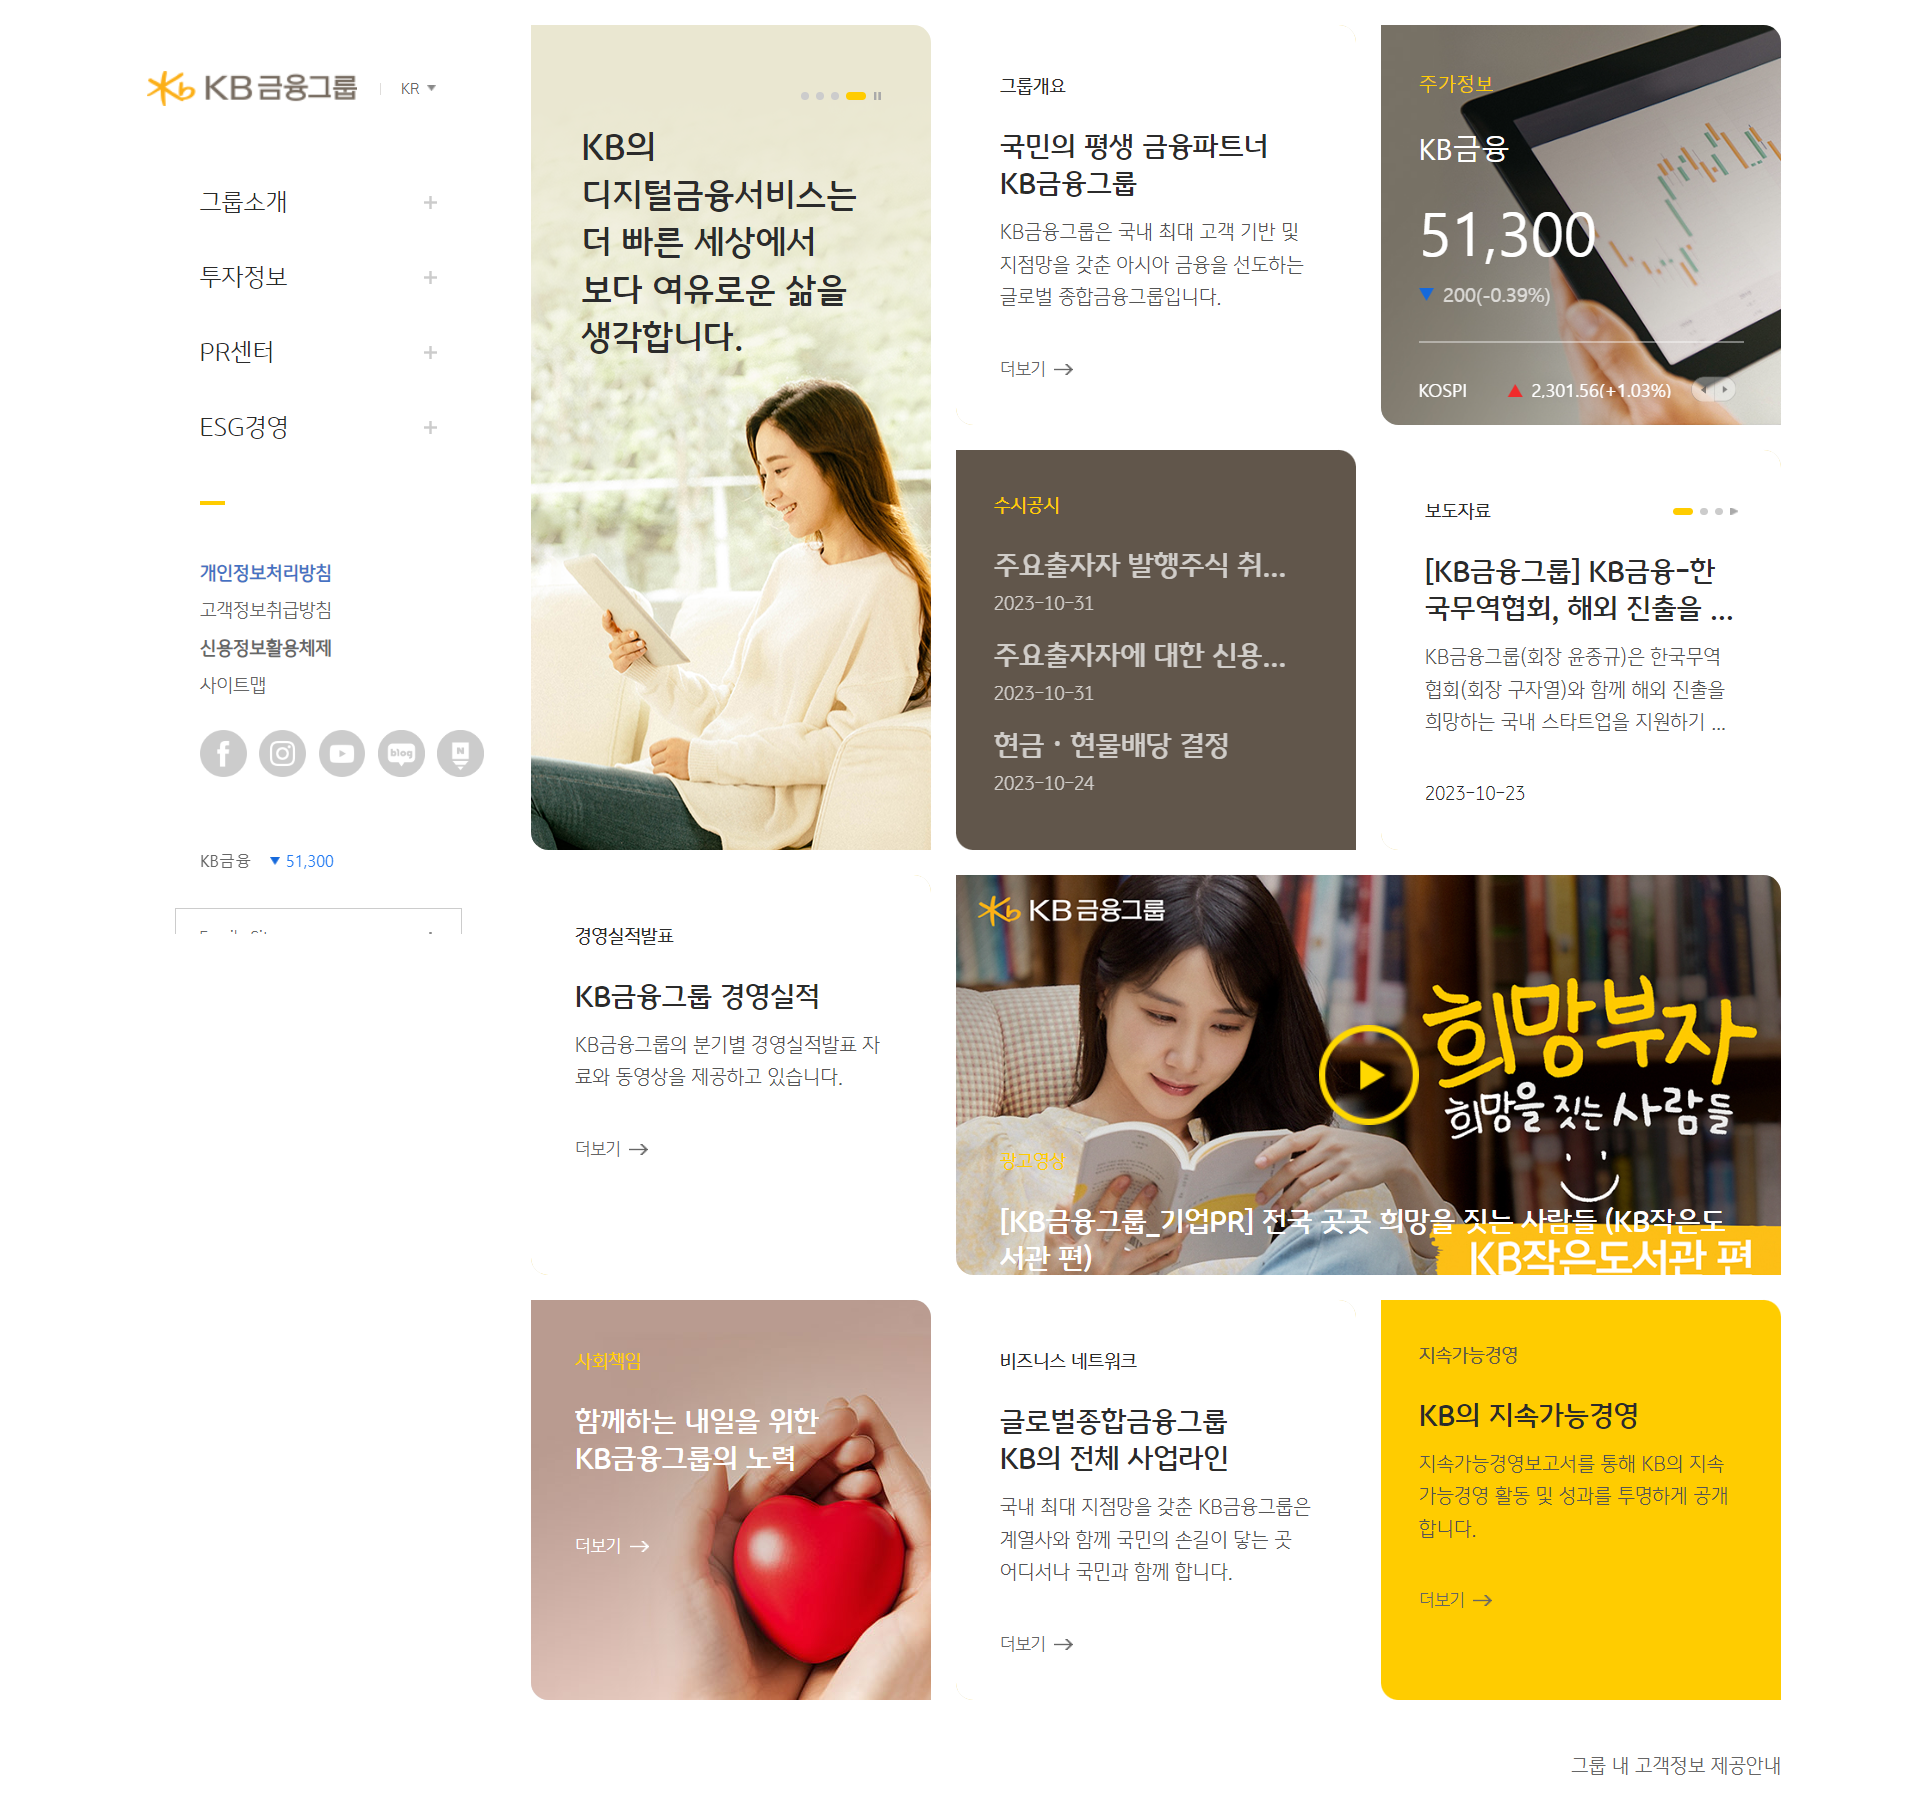 KB금융그룹
KR
그룹소개
투자정보
PR센터
ESG경영
개인정보처리방침
고객정보취급방침
신용정보활용체제
사이트맵
blog
N
KB금융 ▼ 51,300
KB의
디지털금융서비스는
더 빠른 세상에서
보다 여유로운 삶을
생각합니다.
그룹개요
국민의 평생 금융파트너
KB금융그룹
KB금융그룹은 국내 최대 고객 기반 및
지점망을 갖춘 아시아 금융을 선도하는
글로벌 종합금융그룹입니다.
더보기
주가정보
KB금융
51,300
▼ 200(-0.39%)
KOSPI ▲ 2,301.56(+1.03%)
수시공시
주요출자자 발행주식 취...
2023-10-31
주요출자자에 대한 신용...
2023-10-31
현금ㆍ현물배당 결정
2023-10-24
보도자료
[KB금융그룹] KB금융-한
국무역협회, 해외 진출을 ...
KB금융그룹(회장 윤종규)은 한국무역
협회(회장 구자열)와 함께 해외 진출을
희망하는 국내 스타트업을 지원하기 ...
2023-10-23
경영실적발표
KB금융그룹 경영실적
KB금융그룹의 분기별 경영실적발표 자
료와 동영상을 제공하고 있습니다.
더보기
KB금융그룹
희망부자
희망을 짓는 사람들
광고영상
[KB금융그룹_기업PR] 전국 곳곳 희망을 짓는 사람들 (KB작은도
서관 편)
KB작은도서관 편
사회책임
함께하는 내일을 위한
KB금융그룹의 노력
더보기
비즈니스 네트워크
글로벌종합금융그룹
KB의 전체 사업라인
국내 최대 지점망을 갖춘 KB금융그룹은
계열사와 함께 국민의 손길이 닿는 곳
어디서나 국민과 함께 합니다.
더보기
지속가능경영
KB의 지속가능경영
지속가능경영보고서를 통해 KB의 지속
가능경영 활동 및 성과를 투명하게 공개
합니다.
더보기
그룹 내 고객정보 제공안내